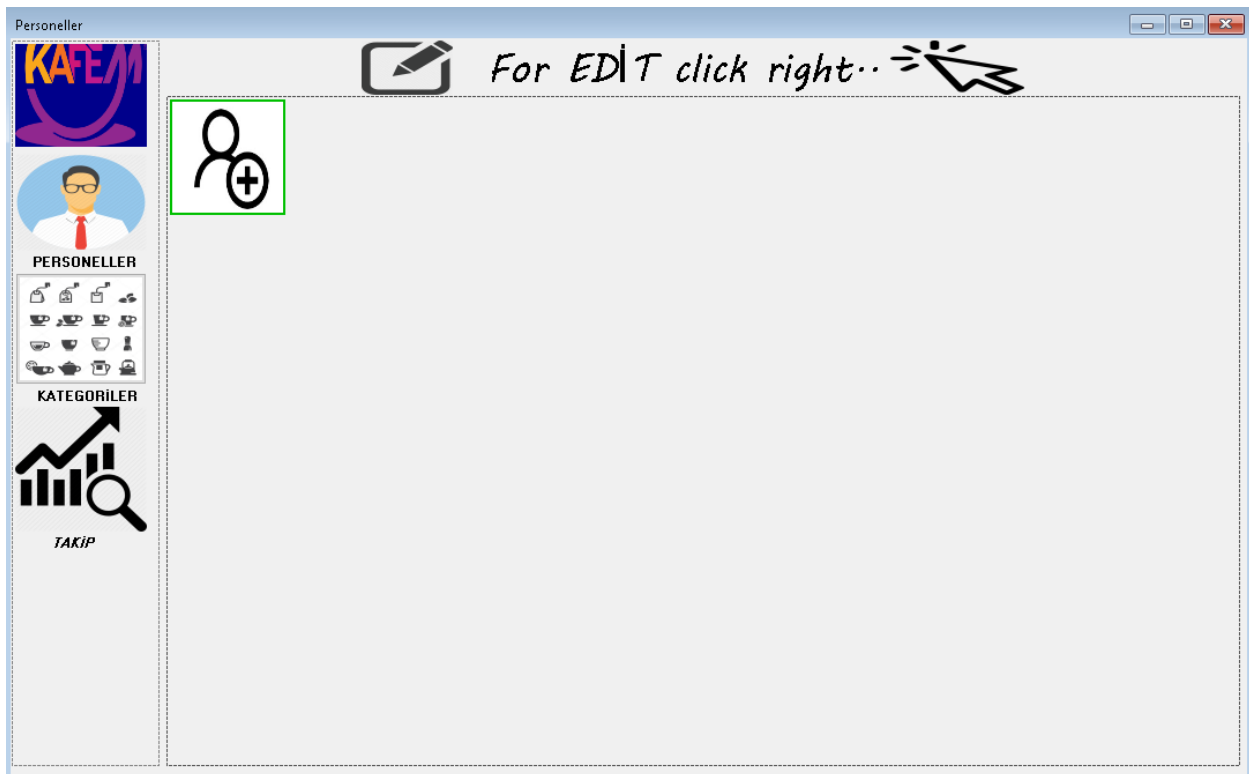 Personeller
KAFEM
For EDİT click right..
PERSONELLER
KATEGORİLER
TAKİP